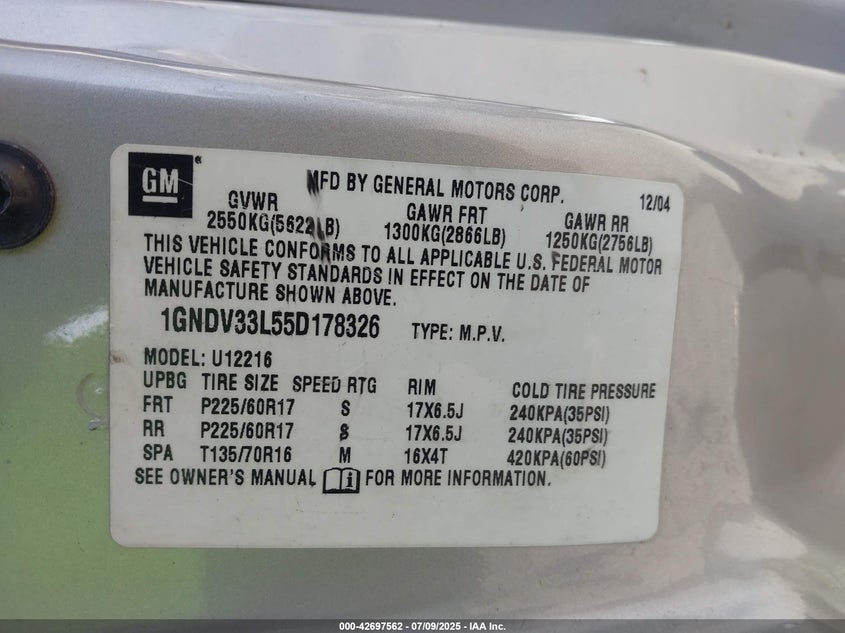 GM®
MFD BY GENERAL MOTORS CORP. 12/04
GVWR GAWR FRT GAWR RR
2550KG(5622LB) 1300KG(2866LB) 1250KG(2756LB)
THIS VEHICLE CONFORMS TO ALL APPLICABLE U.S. FEDERAL MOTOR
VEHICLE SAFETY STANDARDS IN EFFECT ON THE DATE OF
MANUFACTURE SHOWN ABOVE.
1GNDV33L55D178326 TYPE: M.P.V.
MODEL: U12216
UPBG TIRE SIZE SPEED RTG RIM COLD TIRE PRESSURE
FRT P225/60R17 S 17X6.5J 240KPA(35PSI)
RR P225/60R17 S 17X6.5J 240KPA(35PSI)
SPA T135/70R16 M 16X4T 420KPA(60PSI)
SEE OWNER'S MANUAL FOR MORE INFORMATION.
000-42697562 | 07/09/2025 | IAA Inc.